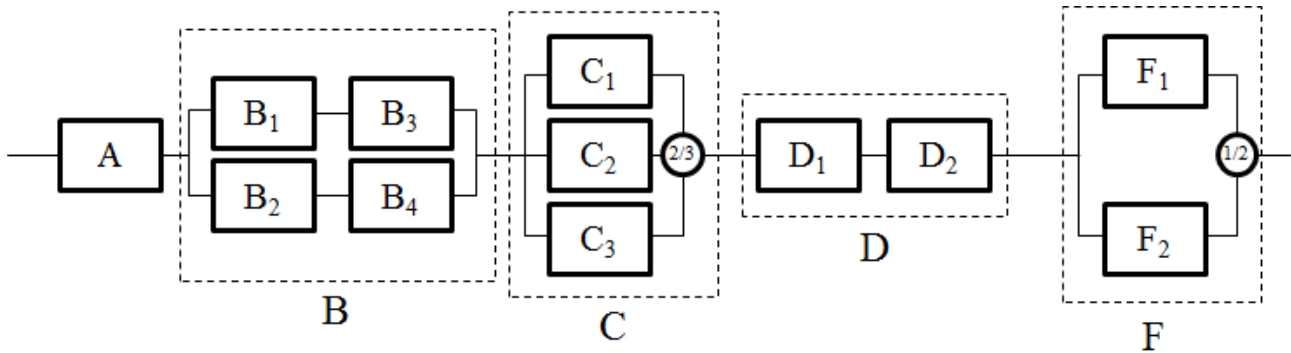 A
B₁
B₃
B₂
B₄
B
C₁
C₂
C₃
2/3
C
D₁
D₂
D
F₁
F₂
1/2
F